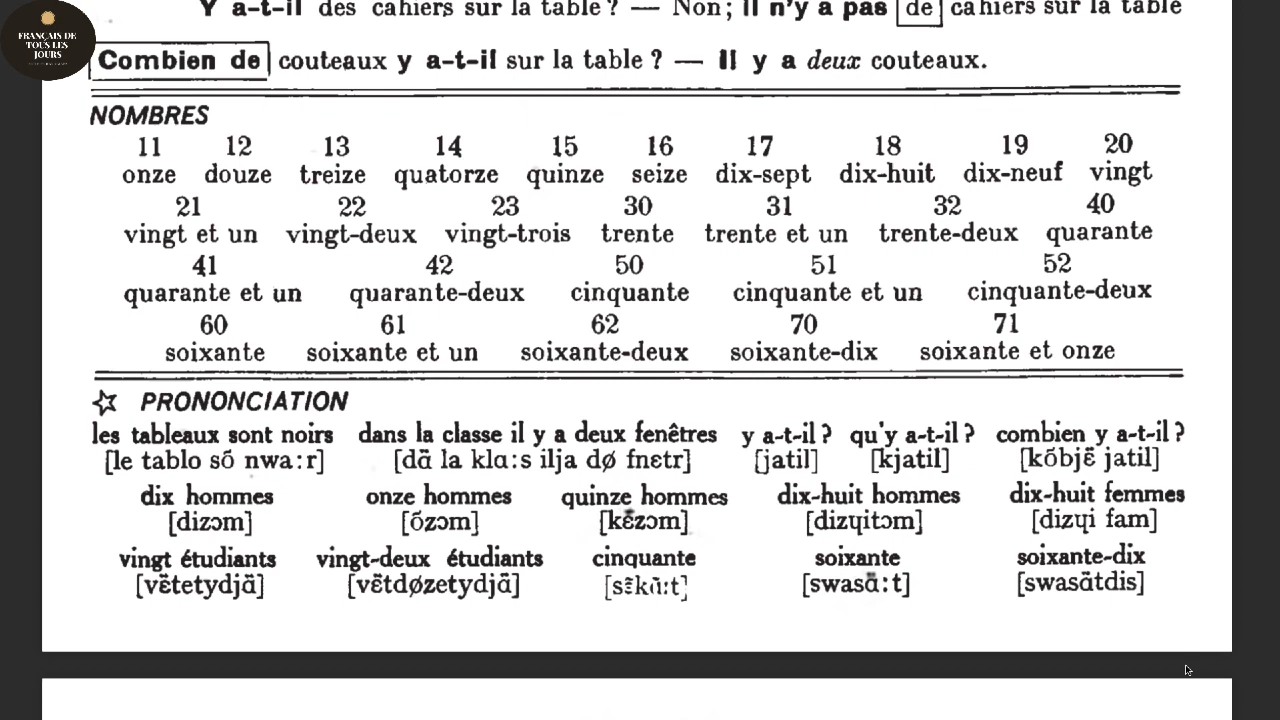 FRANÇAIS DE
TOUS LES
JOURS
Y a-t-il des cahiers sur la table ? — Non; Il n'y a pas de cahiers sur la table
Combien de couteaux y a-t-il sur la table ? — Il y a deux couteaux.
NOMBRES
11 12 13 14 15 16 17 18 19 20
onze douze treize quatorze quinze seize dix-sept dix-huit dix-neuf vingt
21 22 23 30 31 32 40
vingt et un vingt-deux vingt-trois trente trente et un trente-deux quarante
41 42 50 51 52
quarante et un quarante-deux cinquante cinquante et un cinquante-deux
60 61 62 70 71
soixante soixante et un soixante-deux soixante-dix soixante et onze
☆ PRONONCIATION
les tableaux sont noirs dans la classe il y a deux fenêtres y a-t-il ? qu'y a-t-il ? combien y a-t-il ?
[le tablo sõ nwa:r] [dɑ̃ la klɑ:s ilja dø fnɛtr] [jatil] [kjatil] [kõbjɛ̃ jatil]
dix hommes onze hommes quinze hommes dix-huit hommes dix-huit femmes
[dizɔm] [õzɔm] [kɛ̃zɔm] [dizɥitɔm] [dizɥi fam]
vingt étudiants vingt-deux étudiants cinquante soixante soixante-dix
[vɛ̃tetydjɑ̃] [vɛ̃tdøzetydjɑ̃] [sɛ̃kɑ̃:t] [swasɑ̃:t] [swasɑ̃tdis]